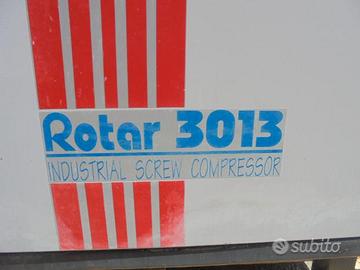 Rotar 3013
INDUSTRIAL SCREW COMPRESSOR
subito